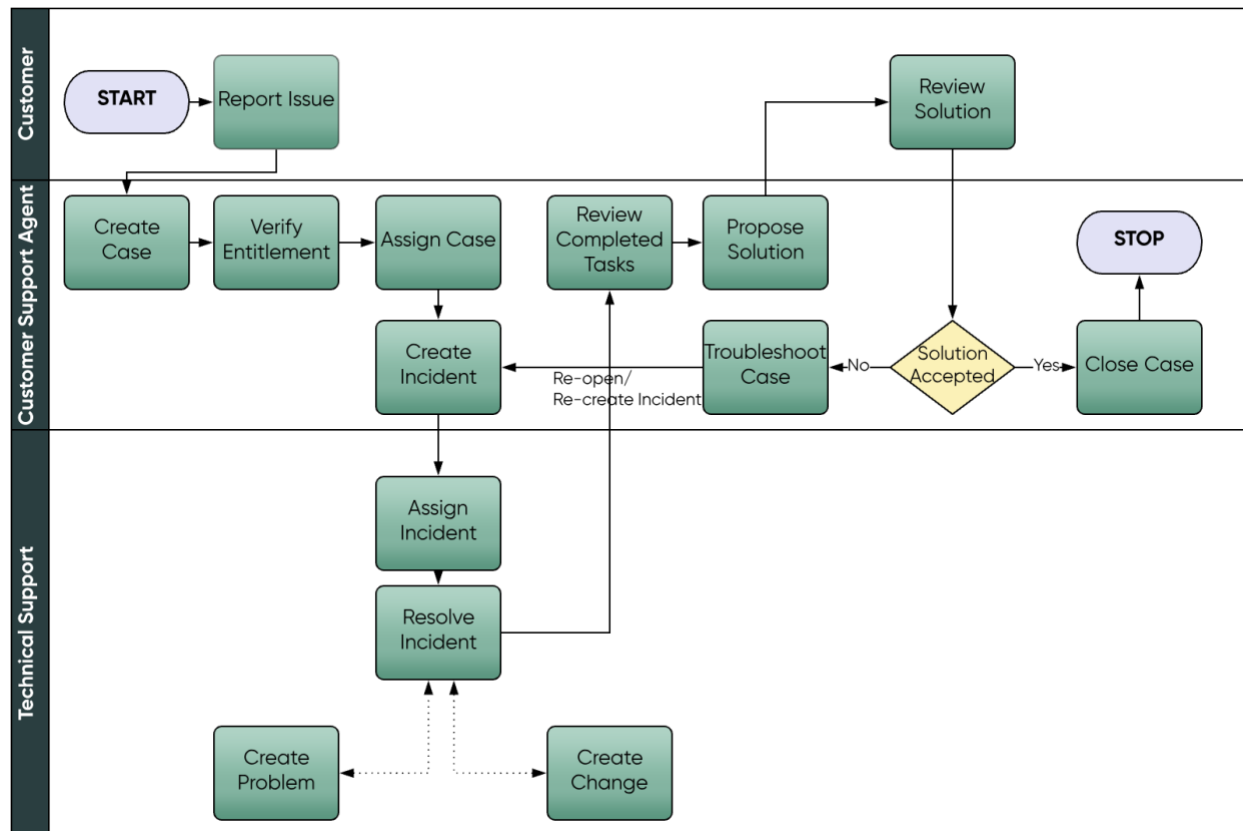 Customer
START
Report Issue
Review
Solution
Customer Support Agent
Create
Case
Verify
Entitlement
Assign Case
Review
Completed
Tasks
Propose
Solution
STOP
Create
Incident
Re-open/
Re-create Incident
Troubleshoot
Case
No
Solution
Accepted
Yes
Close Case
Technical Support
Assign
Incident
Resolve
Incident
Create
Problem
Create
Change